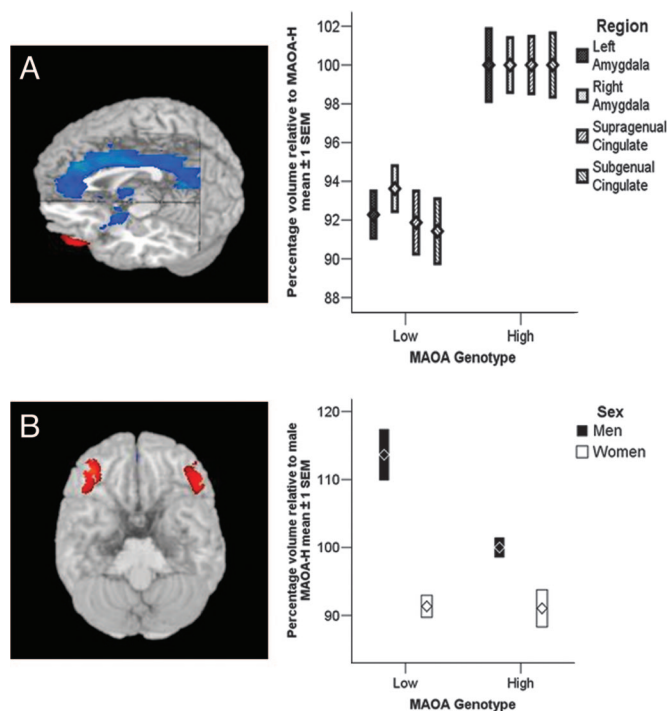 A
Percentage volume relative to MAOA-H
mean ± 1 SEM
102
100
98
96
94
92
90
88
Low
High
MAOA Genotype
Region
Left
Amygdala
Right
Amygdala
Supragenual
Cingulate
Subgenual
Cingulate
B
Percentage volume relative to male
MAOA-H mean ± 1 SEM
120
110
100
90
Low
High
MAOA Genotype
Sex
Men
Women